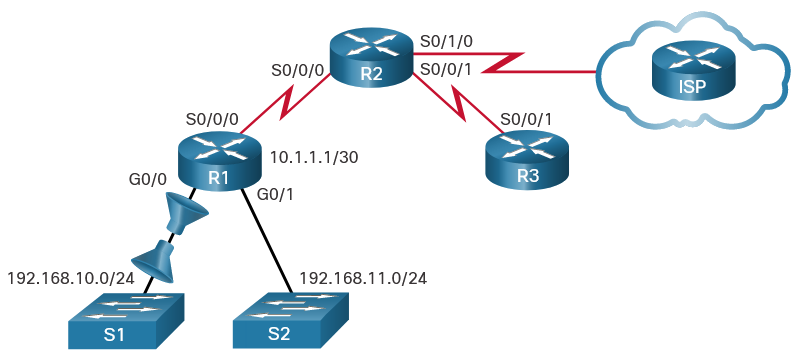 S0/1/0
S0/0/0
R2
S0/0/1
ISP
S0/0/0
S0/0/1
10.1.1.1/30
R1
R3
G0/0
G0/1
192.168.10.0/24
192.168.11.0/24
S1
S2